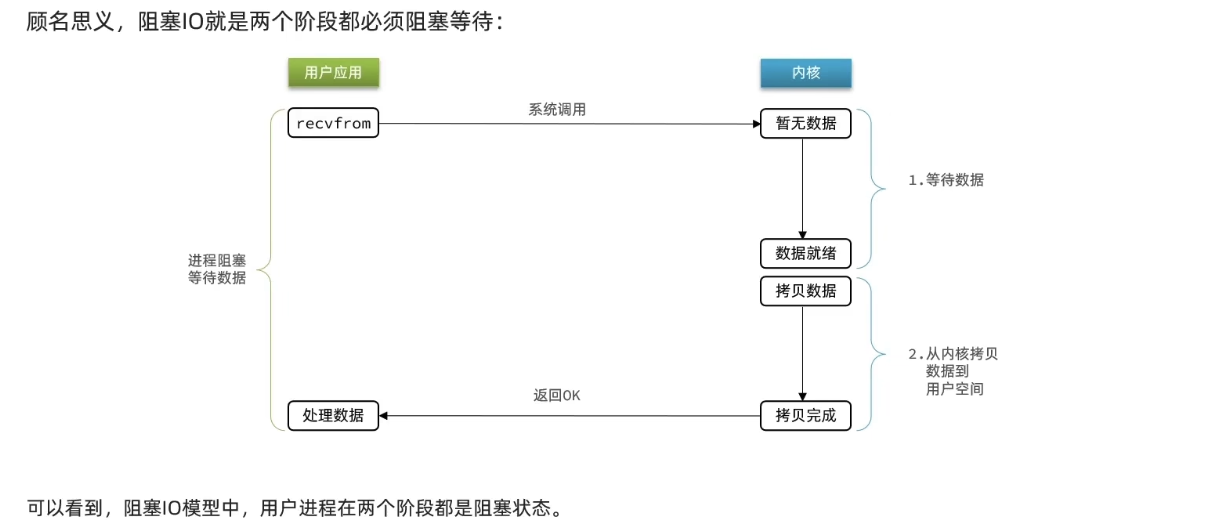 顾名思义，阻塞IO就是两个阶段都必须阻塞等待：
用户应用
内核
recvfrom
系统调用
暂无数据
1.等待数据
数据就绪
进程阻塞
等待数据
拷贝数据
2.从内核拷贝
数据到
用户空间
返回OK
处理数据
拷贝完成
可以看到，阻塞IO模型中，用户进程在两个阶段都是阻塞状态。